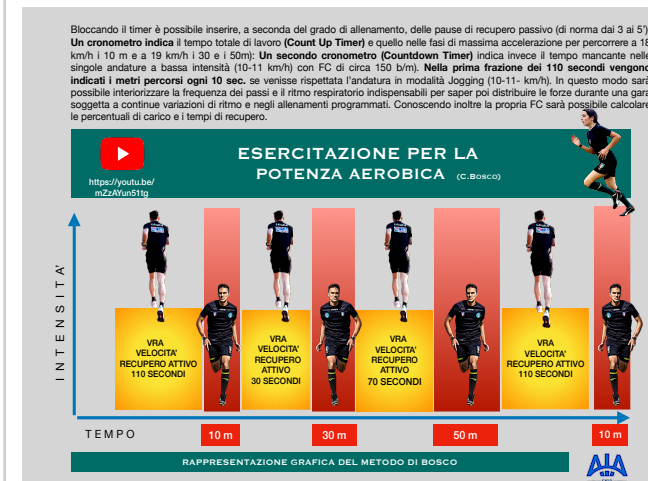 Bloccando il timer è possibile inserire, a seconda del grado di allenamento, delle pause di recupero passivo (di norma dai 3 ai 5')
Un cronometro indica il tempo totale di lavoro (Count Up Timer) e quello nelle fasi di massima accelerazione per percorrere a 18
km/h i 10 m e a 19 km/h i 30 e i 50m): Un secondo cronometro (Countdown Timer) indica invece il tempo mancante nelle
singole andature a bassa intensità (10-11 km/h) con FC di circa 150 b/m). Nella prima frazione dei 110 secondi vengono
indicati i metri percorsi ogni 10 sec. se venisse rispettata l'andatura in modalità Jogging (10-11- km/h). In questo modo sarà
possibile interiorizzare la frequenza dei passi e il ritmo respiratorio indispensabili per saper poi distribuire le forze durante una gara
soggetta a continue variazioni di ritmo e negli allenamenti programmati. Conoscendo inoltre la propria FC sarà possibile calcolare
le percentuali di carico e i tempi di recupero.
ESERCITAZIONE PER LA
POTENZA AEROBICA (C.BOSCO)
https://youtu.be/
mZzAYun51tg
INTENSITA'
VRA
VELOCITA'
RECUPERO ATTIVO
110 SECONDI
VRA
VELOCITA'
RECUPERO
ATTIVO
30 SECONDI
VRA
VELOCITA'
RECUPERO
ATTIVO
70 SECONDI
VRA
VELOCITA'
RECUPERO ATTIVO
110 SECONDI
TEMPO
10 m
30 m
50 m
10 m
RAPPRESENTAZIONE GRAFICA DEL METODO DI BOSCO
AIA